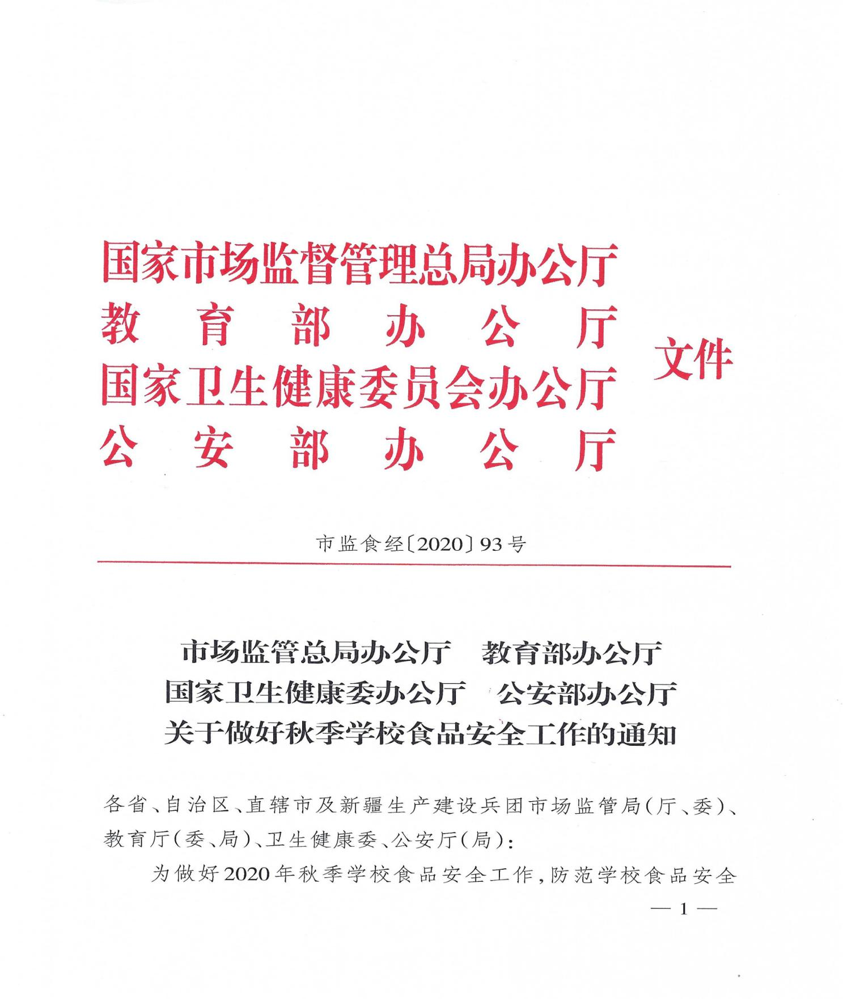 国家市场监督管理总局办公厅
教育部办公厅
国家卫生健康委员会办公厅
公安部办公厅
文件
市监食经〔2020〕93号
市场监管总局办公厅 教育部办公厅
国家卫生健康委办公厅 公安部办公厅
关于做好秋季学校食品安全工作的通知
各省、自治区、直辖市及新疆生产建设兵团市场监管局(厅、委)、
教育厅(委、局)、卫生健康委、公安厅(局):
为做好2020年秋季学校食品安全工作,防范学校食品安全
— 1 —